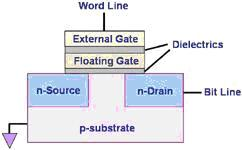 Word Line
External Gate
Dielectrics
Floating Gate
n-Source
n-Drain
Bit Line
p-substrate